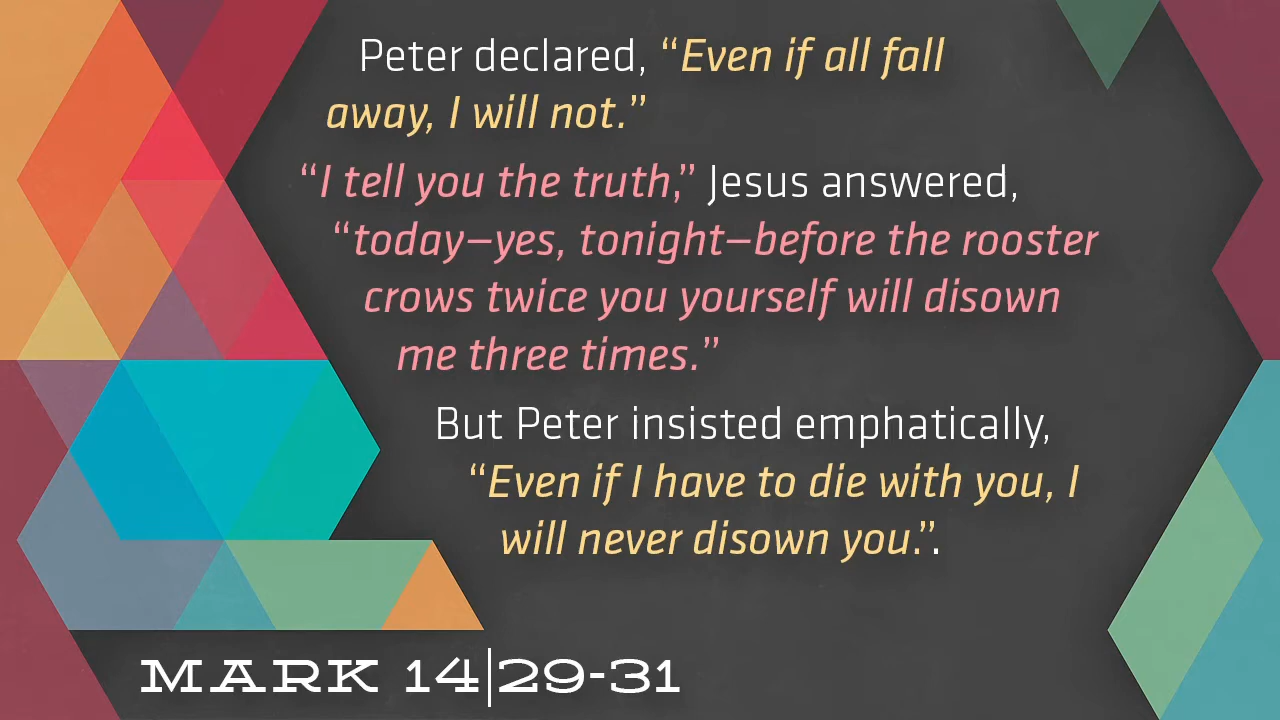 Peter declared, “Even if all fall
away, I will not.”
“I tell you the truth,” Jesus answered,
“today—yes, tonight—before the rooster
crows twice you yourself will disown
me three times.”
But Peter insisted emphatically,
“Even if I have to die with you, I
will never disown you.”.
MARK 14|29-31